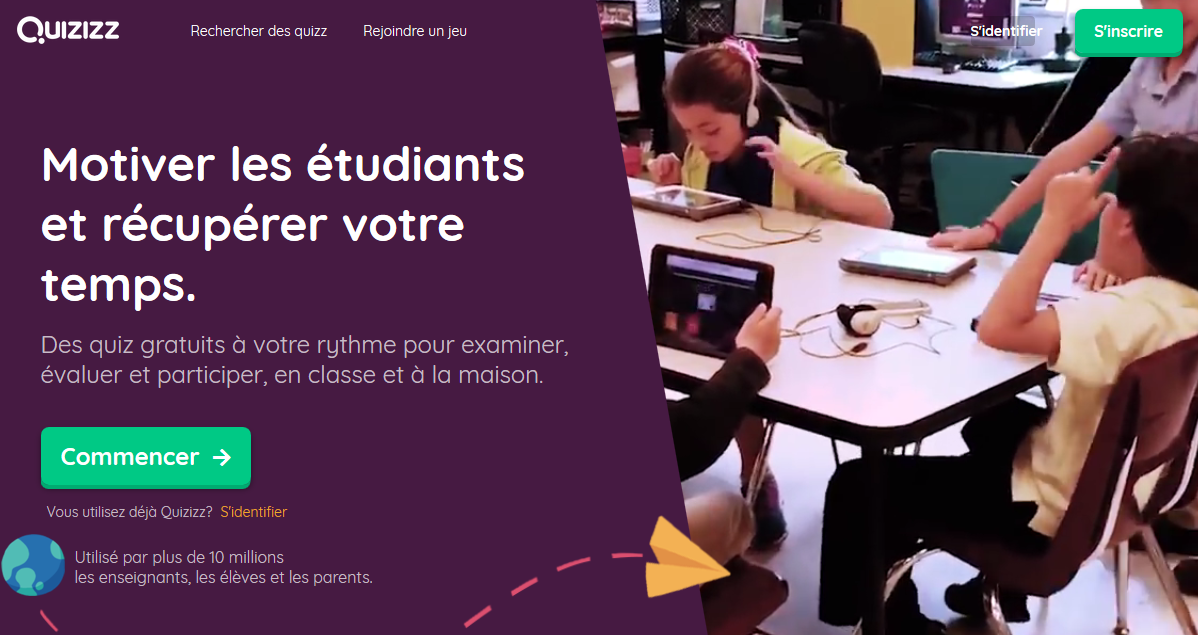 QUIZIZZ
Rechercher des quizz
Rejoindre un jeu
S'identifier
S'inscrire
Motiver les étudiants
et récupérer votre
temps.
Des quiz gratuits à votre rythme pour examiner,
évaluer et participer, en classe et à la maison.
Commencer →
Vous utilisez déjà Quizizz? S'identifier
Utilisé par plus de 10 millions
les enseignants, les élèves et les parents.